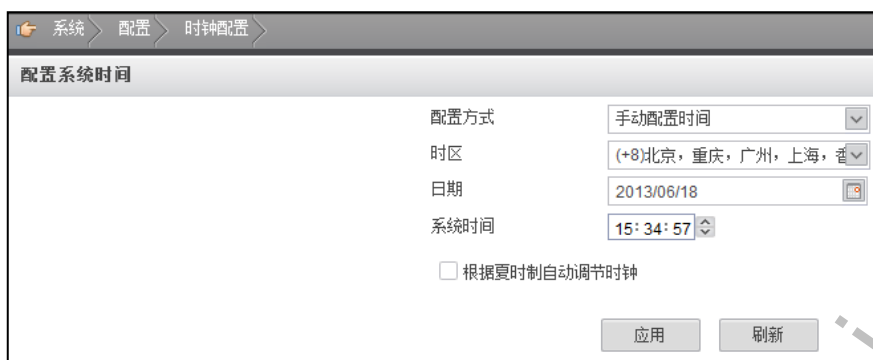 系统 配置 时钟配置
配置系统时间
配置方式 手动配置时间
时区 (+8)北京，重庆，广州，上海，香
日期 2013/06/18
系统时间 15:34:57
根据夏时制自动调节时钟
应用 刷新